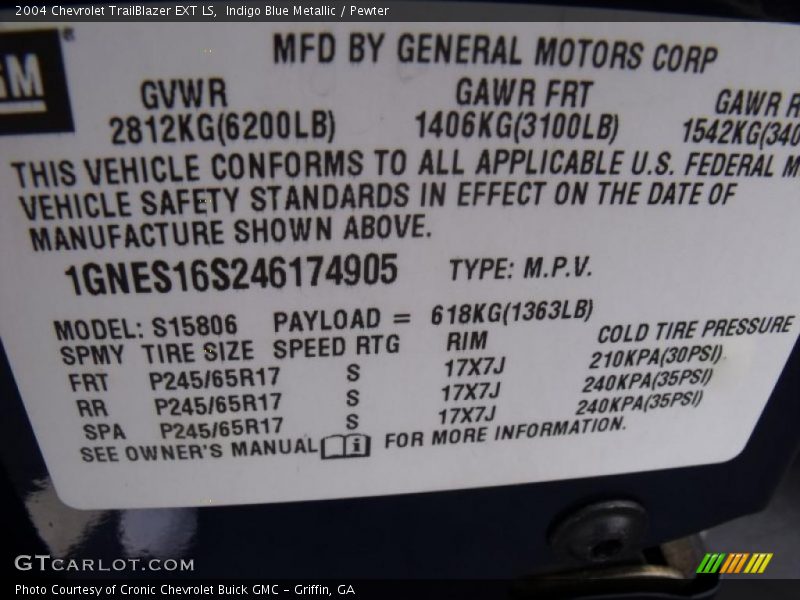 2004 Chevrolet TrailBlazer EXT LS, Indigo Blue Metallic / Pewter
GM
MFD BY GENERAL MOTORS CORP
GVWR GAWR FRT GAWR R
2812KG(6200LB) 1406KG(3100LB) 1542KG(340
THIS VEHICLE CONFORMS TO ALL APPLICABLE U.S. FEDERAL M
VEHICLE SAFETY STANDARDS IN EFFECT ON THE DATE OF
MANUFACTURE SHOWN ABOVE.
1GNES16S246174905 TYPE: M.P.V.
MODEL: S15806 PAYLOAD = 618KG(1363LB)
SPMY TIRE SIZE SPEED RTG RIM COLD TIRE PRESSURE
FRT P245/65R17 S 17X7J 210KPA(30PSI)
RR P245/65R17 S 17X7J 240KPA(35PSI)
SPA P245/65R17 S 17X7J 240KPA(35PSI)
SEE OWNER'S MANUAL i FOR MORE INFORMATION.
GTCARLOT.COM
Photo Courtesy of Cronic Chevrolet Buick GMC - Griffin, GA